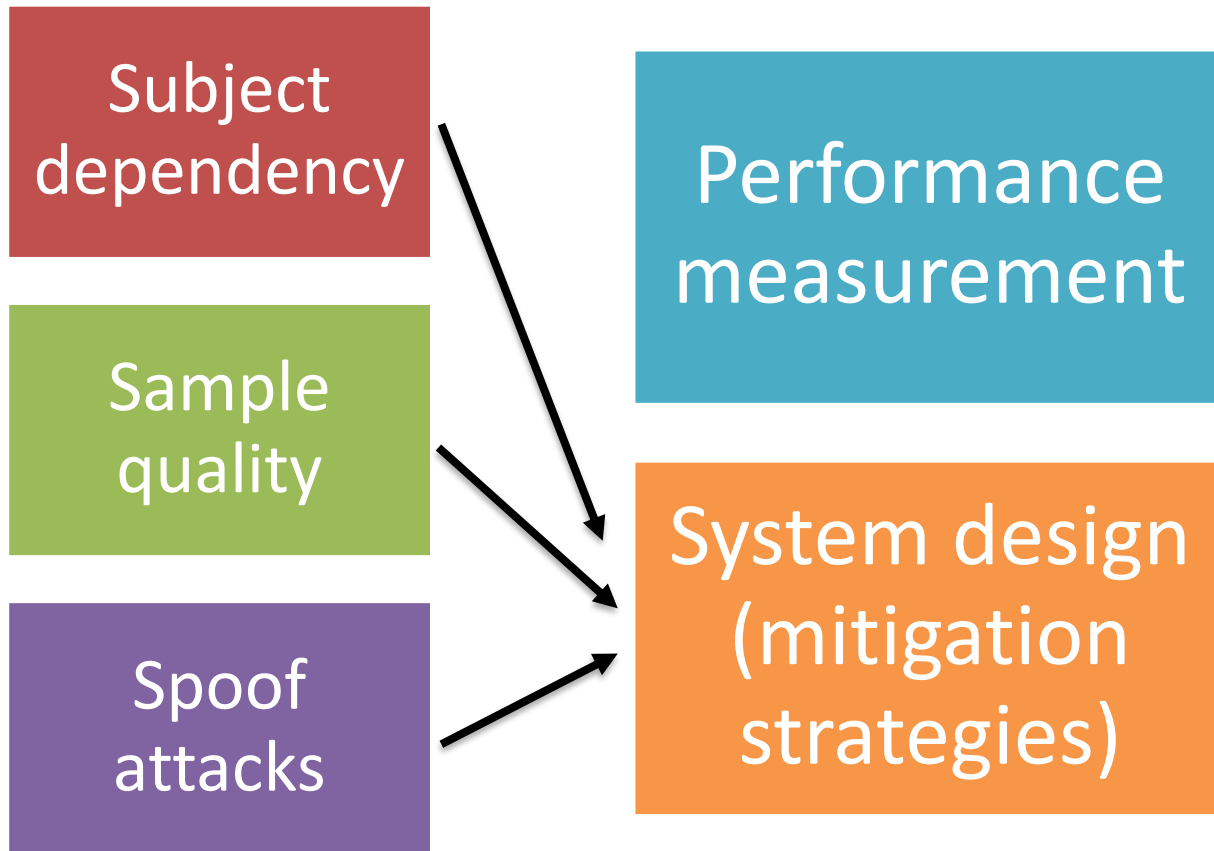 Subject
dependency
Sample
quality
Spoof
attacks
Performance
measurement
System design
(mitigation
strategies)